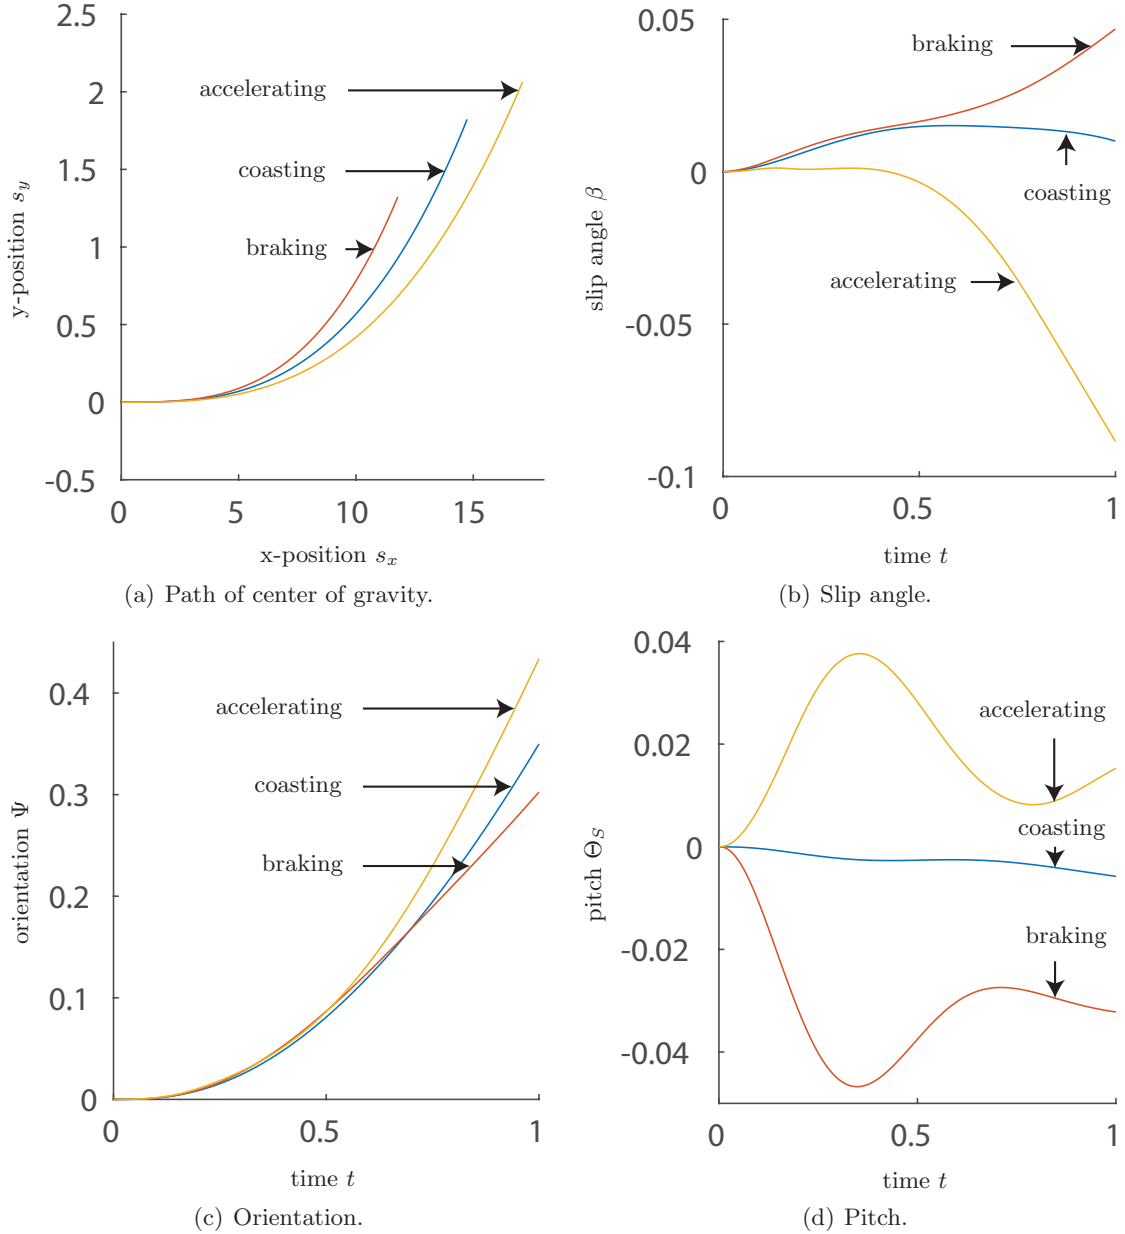 2.5
2
1.5
1
0.5
0
-0.5
0
5
10
15
accelerating
coasting
braking
y-position s_y
x-position s_x
(a) Path of center of gravity.
0.05
0
-0.05
-0.1
0
0.5
1
braking
coasting
accelerating
slip angle β
time t
(b) Slip angle.
0.4
0.3
0.2
0.1
0
0
0.5
1
accelerating
coasting
braking
orientation Ψ
time t
(c) Orientation.
0.04
0.02
0
-0.02
-0.04
0
0.5
1
accelerating
coasting
braking
pitch Θ_S
time t
(d) Pitch.